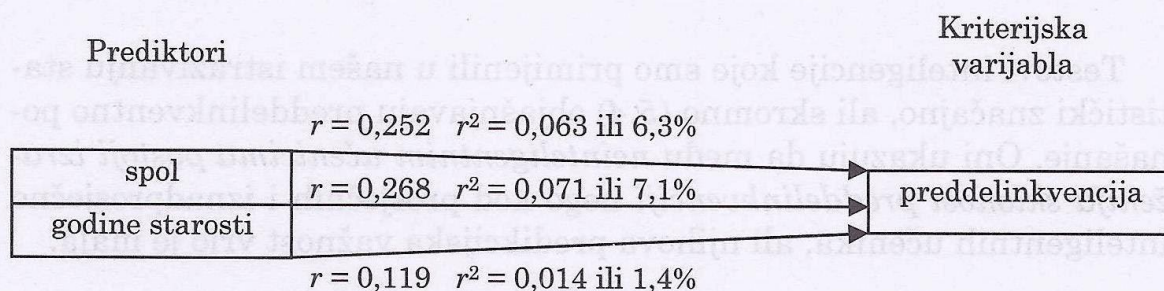 Prediktori
Kriterijska
varijabla
r = 0,252 r² = 0,063 ili 6,3%
spol
r = 0,268 r² = 0,071 ili 7,1%
preddelinkvencija
godine starosti
r = 0,119 r² = 0,014 ili 1,4%